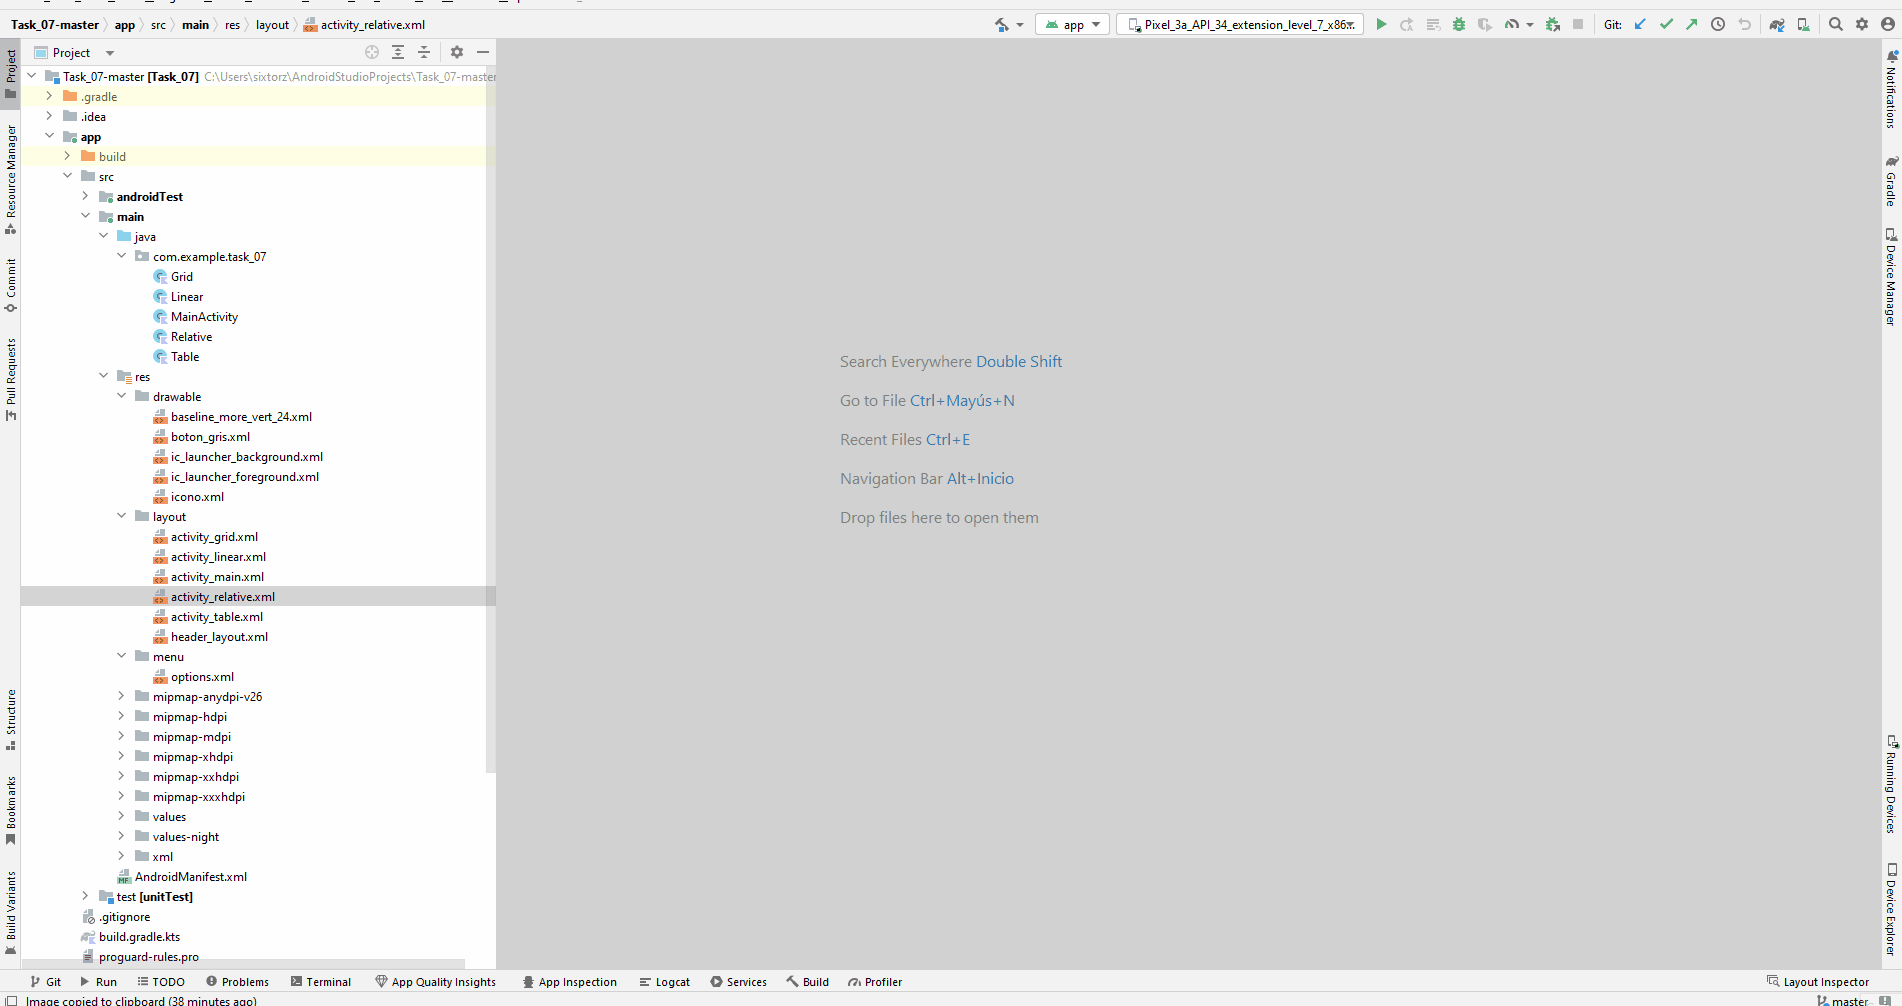 Task_07-master app src main res layout activity_relative.xml
app
Pixel_3a_API_34_extension_level_7_x86
Git:
Project
Task_07-master [Task_07] C:\Users\sixtorz\AndroidStudioProjects\Task_07-master
.gradle
.idea
app
build
src
androidTest
main
java
com.example.task_07
Grid
Linear
MainActivity
Relative
Table
res
drawable
baseline_more_vert_24.xml
boton_gris.xml
ic_launcher_background.xml
ic_launcher_foreground.xml
icono.xml
layout
activity_grid.xml
activity_linear.xml
activity_main.xml
activity_relative.xml
activity_table.xml
header_layout.xml
menu
options.xml
mipmap-anydpi-v26
mipmap-hdpi
mipmap-mdpi
mipmap-xhdpi
mipmap-xxhdpi
mipmap-xxxhdpi
values
values-night
xml
AndroidManifest.xml
test [unitTest]
.gitignore
build.gradle.kts
proguard-rules.pro
Project
Resource Manager
Commit
Pull Requests
Structure
Bookmarks
Build Variants
Search Everywhere Double Shift
Go to File Ctrl+Mayús+N
Recent Files Ctrl+E
Navigation Bar Alt+Inicio
Drop files here to open them
Notifications
Gradle
Device Manager
Running Devices
Device Explorer
Git Run TODO Problems Terminal App Quality Insights App Inspection Logcat Services Build Profiler Layout Inspector
Image copied to clipboard (38 minutes ago) master